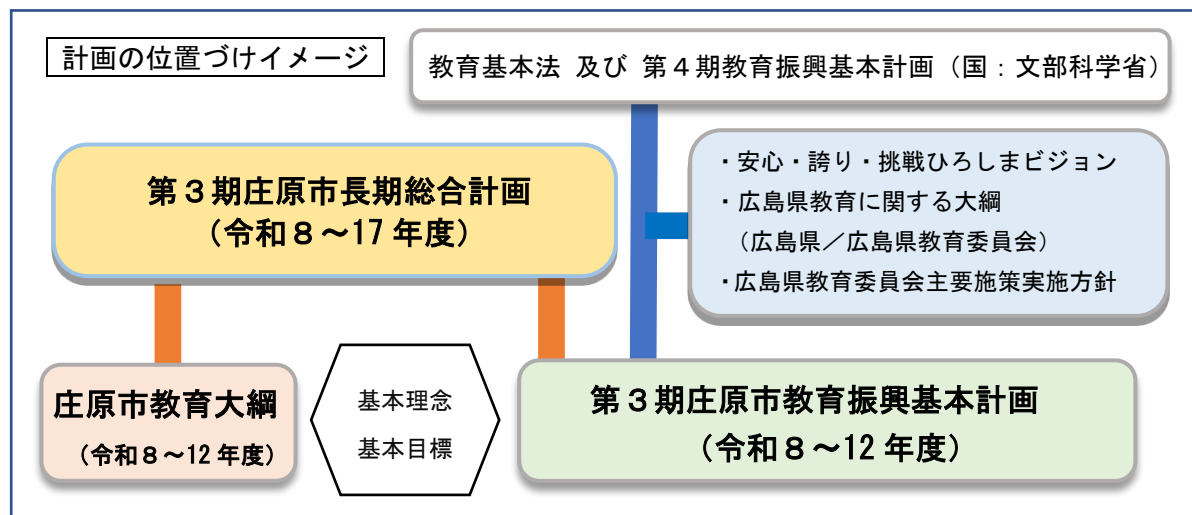 計画の位置づけイメージ
教育基本法 及び 第４期教育振興基本計画（国：文部科学省）
第３期庄原市長期総合計画
（令和８～17年度）
・安心・誇り・挑戦ひろしまビジョン
・広島県教育に関する大綱
（広島県／広島県教育委員会）
・広島県教育委員会主要施策実施方針
庄原市教育大綱
（令和８～12年度）
基本理念
基本目標
第３期庄原市教育振興基本計画
（令和８～12年度）